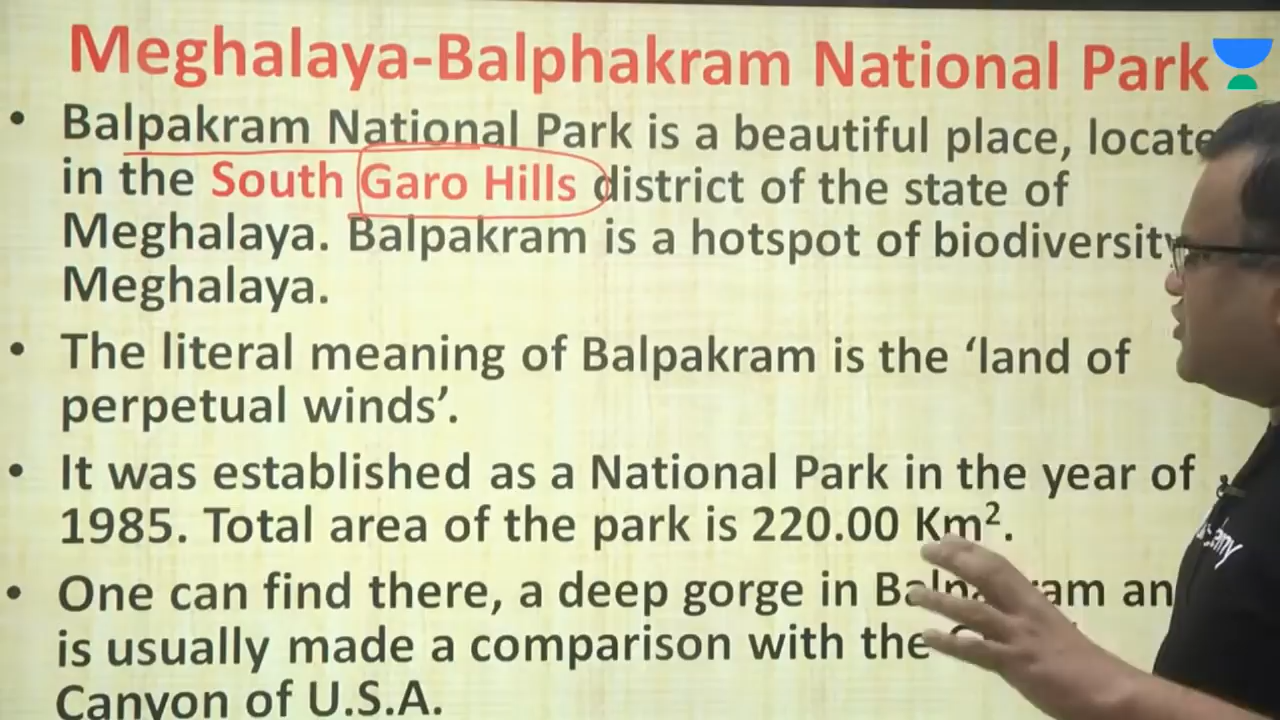 Meghalaya-Balphakram National Park
• Balpakram National Park is a beautiful place,
in the South Garo Hills district of the state of
Meghalaya. Balpakram is a hotspot of
Meghalaya.
• The literal meaning of Balpakram is the ‘land of
perpetual winds’.
• It was established as a National Park in the year of
1985. Total area of the park is 220.00 Km².
• One can find there, a deep gorge in
is usually made a comparison with the
Canyon of U.S.A.